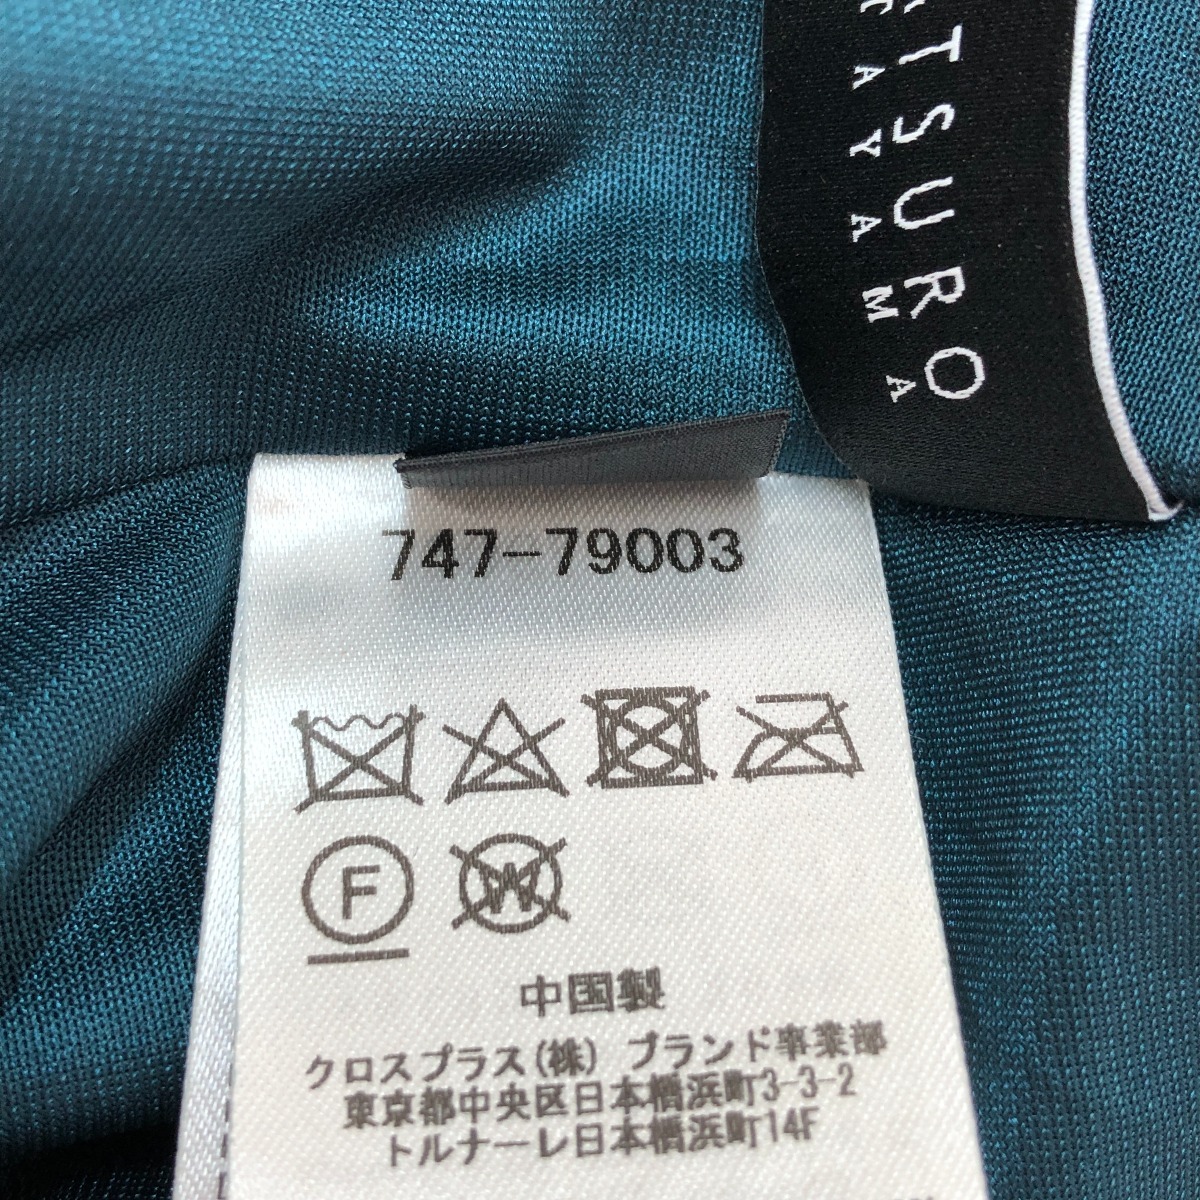 ATSURO
TAYAMA
747-79003
F
W
中国製
クロスプラス(株) ブランド事業部
東京都中央区日本橋浜町3-3-2
トルナーレ日本橋浜町14F